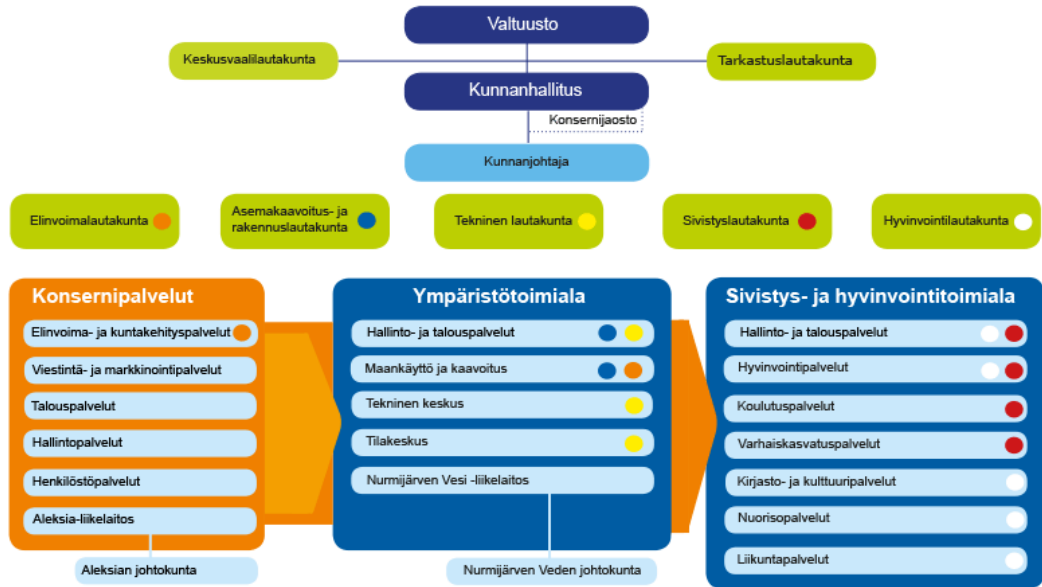 Valtuusto
Keskusvaalilautakunta
Tarkastuslautakunta
Kunnanhallitus
Konsernijaosto
Kunnanjohtaja
Elinvoimalautakunta
Asemakaavoitus- ja
rakennuslautakunta
Tekninen lautakunta
Sivistyslautakunta
Hyvinvointilautakunta
Konsernipalvelut
Elinvoima- ja kuntakehityspalvelut
Viestintä- ja markkinointipalvelut
Talouspalvelut
Hallintopalvelut
Henkilöstöpalvelut
Aleksia-liikelaitos
Aleksian johtokunta
Ympäristötoimiala
Hallinto- ja talouspalvelut
Maankäyttö ja kaavoitus
Tekninen keskus
Tilakeskus
Nurmijärven Vesi -liikelaitos
Nurmijärven Veden johtokunta
Sivistys- ja hyvinvointitoimiala
Hallinto- ja talouspalvelut
Hyvinvointipalvelut
Koulutuspalvelut
Varhaiskasvatuspalvelut
Kirjasto- ja kulttuuripalvelut
Nuorisopalvelut
Liikuntapalvelut